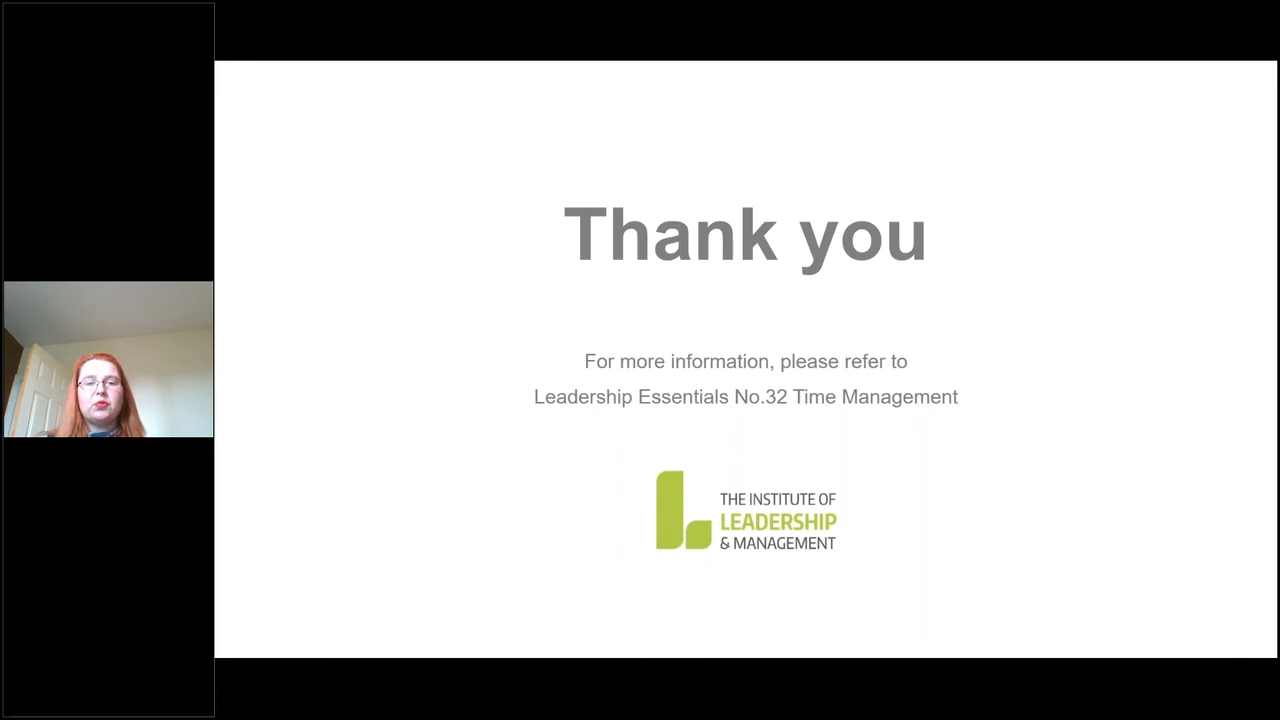 Thank you
For more information, please refer to
Leadership Essentials No.32 Time Management
THE INSTITUTE OF
LEADERSHIP
& MANAGEMENT